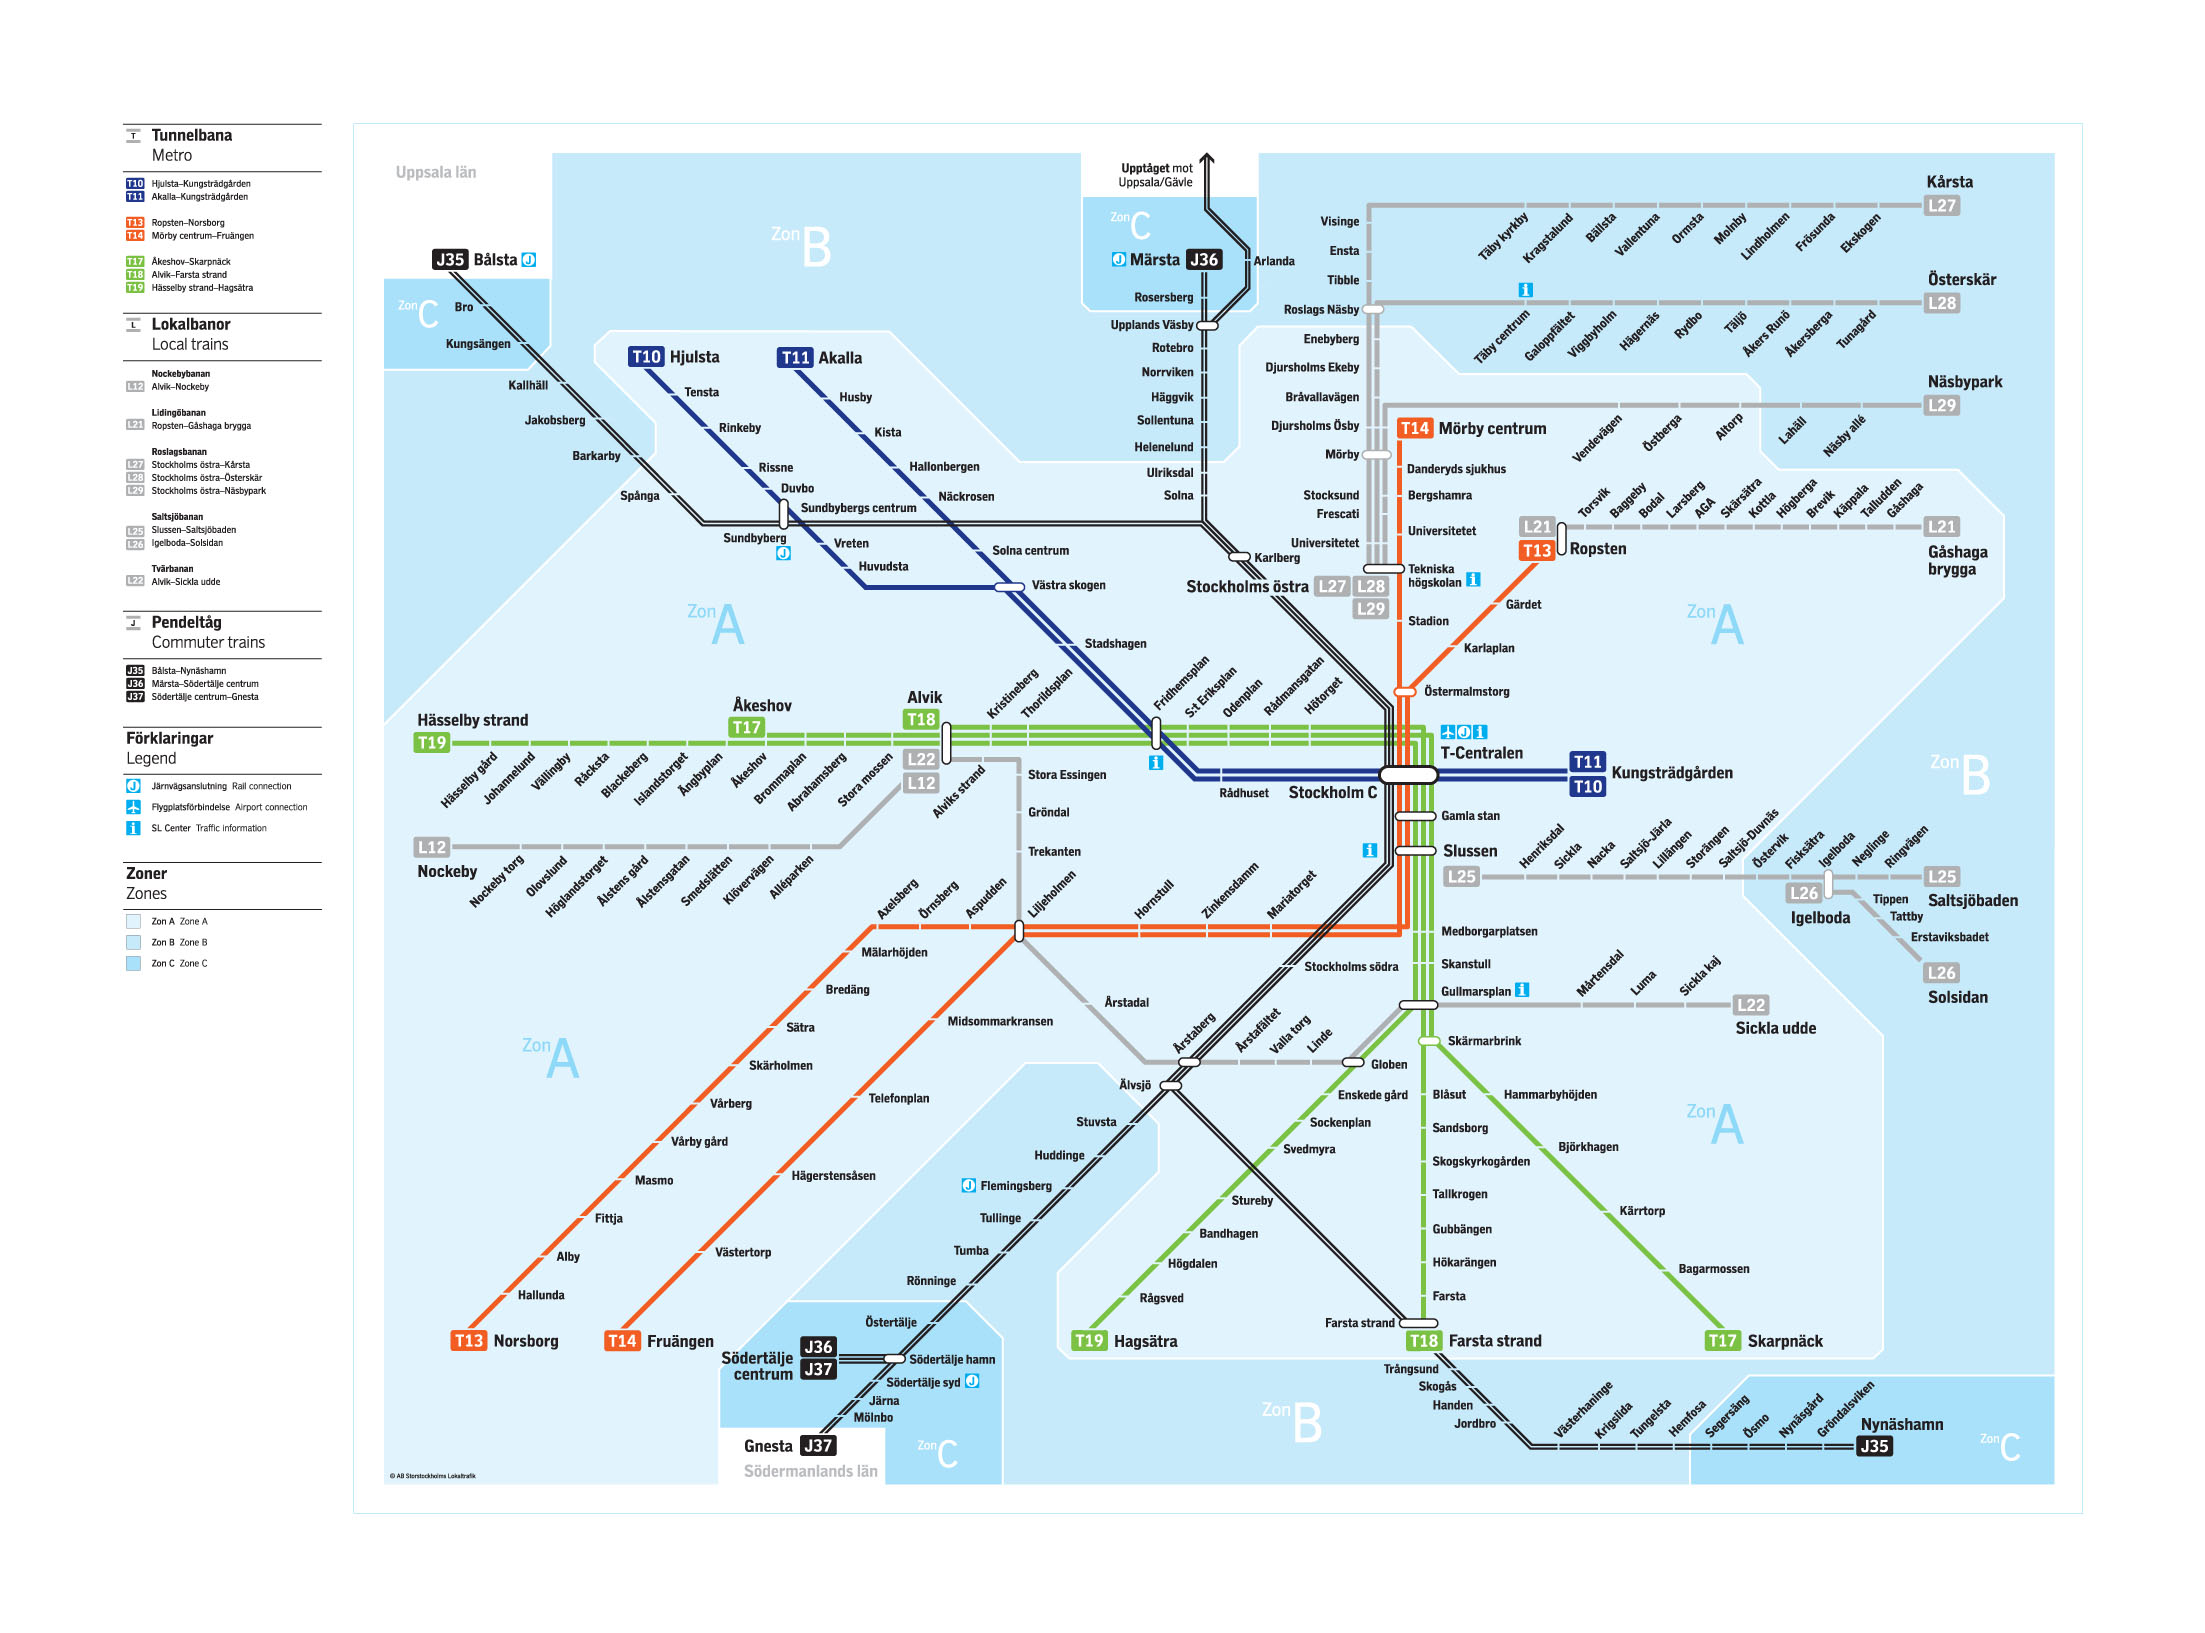 T
Tunnelbana
Metro
T10 Hjulsta–Kungsträdgården
T11 Akalla–Kungsträdgården
T13 Ropsten–Norsborg
T14 Mörby centrum–Fruängen
T17 Åkeshov–Skarpnäck
T18 Alvik–Farsta strand
T19 Hässelby strand–Hagsätra
L
Lokalbanor
Local trains
Nockebybanan
L12 Alvik–Nockeby
Lidingöbanan
L21 Ropsten–Gåshaga brygga
Roslagsbanan
L27 Stockholms östra–Kårsta
L28 Stockholms östra–Österskär
L29 Stockholms östra–Näsbypark
Saltsjöbanan
L25 Slussen–Saltsjöbaden
L26 Igelboda–Solsidan
Tvärbanan
L22 Alvik–Sickla udde
J
Pendeltåg
Commuter trains
J35 Bålsta–Nynäshamn
J36 Märsta–Södertälje centrum
J37 Södertälje centrum–Gnesta
Förklaringar
Legend
J Järnvägsanslutning Rail connection
Flygplatsförbindelse Airport connection
i SL Center Traffic information
Zoner
Zones
Zon A Zone A
Zon B Zone B
Zon C Zone C
Uppsala län
Zon B
Zon C
Upptåget mot
Uppsala/Gävle
Zon C
J35 Bålsta J
Bro
Kungsängen
Kallhäll
Jakobsberg
Barkarby
Spånga
Sundbyberg
J
T10 Hjulsta
Tensta
Rinkeby
Rissne
Duvbo
Sundbybergs centrum
Vreten
Huvudsta
T11 Akalla
Husby
Kista
Hallonbergen
Näckrosen
Solna centrum
Västra skogen
Stadshagen
J Märsta J36
Arlanda
Rosersberg
Upplands Väsby
Rotebro
Norrviken
Häggvik
Sollentuna
Helenelund
Ulriksdal
Solna
Karlberg
Visinge
Ensta
Tibble
Roslags Näsby
Enebyberg
Djursholms Ekeby
Bråvallavägen
Djursholms Ösby
Mörby
Stocksund
Frescati
Universitetet
Stockholms östra L27 L28
L29
Täby kyrkby
Kragstalund
Bällsta
Vallentuna
Ormsta
Molnby
Lindholmen
Frösunda
Ekskogen
Kårsta
L27
i
Täby centrum
Galoppfältet
Viggbyholm
Hägernäs
Rydbo
Täljö
Åkers Runö
Åkersberga
Tunagård
Österskär
L28
Vendevägen
Östberga
Altorp
Lahäll
Näsby allé
Näsbypark
L29
T14 Mörby centrum
Danderyds sjukhus
Bergshamra
Universitetet
Tekniska
högskolan i
Stadion
Östermalmstorg
L21
T13 Ropsten
Gärdet
Karlaplan
Torsvik
Baggeby
Bodal
Larsberg
AGA
Skärsätra
Kottla
Högberga
Brevik
Käppala
Talludden
Gåshaga
L21
Gåshaga
brygga
Zon A
Zon A
Zon B
Hässelby strand
T19
Hässelby gård
Johannelund
Vällingby
Råcksta
Blackeberg
Islandstorget
Ängbyplan
Åkeshov
T17
Åkeshov
Brommaplan
Abrahamsberg
Stora mossen
Alvik
T18
L22
L12
Kristineberg
Thorildsplan
Fridhemsplan
i
S:t Eriksplan
Odenplan
Rådmansgatan
Hötorget
Rådhuset
Stockholm C
J i
T-Centralen
T11
T10
Kungsträdgården
Gamla stan
Slussen
i
L12
Nockeby
Nockeby torg
Olovslund
Höglandstorget
Ålstens gård
Ålstensgatan
Smedslätten
Klövervägen
Alléparken
Alviks strand
Stora Essingen
Gröndal
Trekanten
Liljeholmen
Årstadal
Årstaberg
Årstafältet
Valla torg
Linde
Globen
L25
Henriksdal
Sickla
Nacka
Saltsjö-Järla
Lillängen
Storängen
Saltsjö-Duvnäs
Östervik
Fisksätra
Igelboda
Neglinge
Ringvägen
L25
Saltsjöbaden
L26
Igelboda
Tippen
Tattby
Erstaviksbadet
L26
Solsidan
Axelsberg
Örnsberg
Aspudden
Hornstull
Zinkensdamm
Mariatorget
Mälarhöjden
Bredäng
Sätra
Skärholmen
Vårberg
Vårby gård
Masmo
Fittja
Alby
Hallunda
T13 Norsborg
Midsommarkransen
Telefonplan
Hägerstensåsen
Västertorp
T14 Fruängen
Medborgarplatsen
Skanstull
Gullmarsplan i
Mårtensdal
Luma
Sickla kaj
L22
Sickla udde
Skärmarbrink
Stockholms södra
Älvsjö
Stuvsta
Huddinge
J Flemingsberg
Tullinge
Tumba
Rönninge
Östertälje
Södertälje hamn
Södertälje
centrum
J36
J37
Södertälje syd J
Järna
Mölnbo
Gnesta J37
Södermanlands län
Zon A
Zon A
Enskede gård
Sockenplan
Svedmyra
Stureby
Bandhagen
Högdalen
Rågsved
T19 Hagsätra
Blåsut
Sandsborg
Skogskyrkogården
Tallkrogen
Gubbängen
Hökarängen
Farsta
Farsta strand
T18 Farsta strand
Hammarbyhöjden
Björkhagen
Kärrtorp
Bagarmossen
T17 Skarpnäck
Trångsund
Skogås
Handen
Jordbro
Västerhaninge
Krigslida
Tungelsta
Hemfosa
Segersäng
Ösmo
Nynäsgård
Gröndalsviken
Nynäshamn
J35
Zon C
Zon B
Zon C
© AB Storstockholms Lokaltrafik